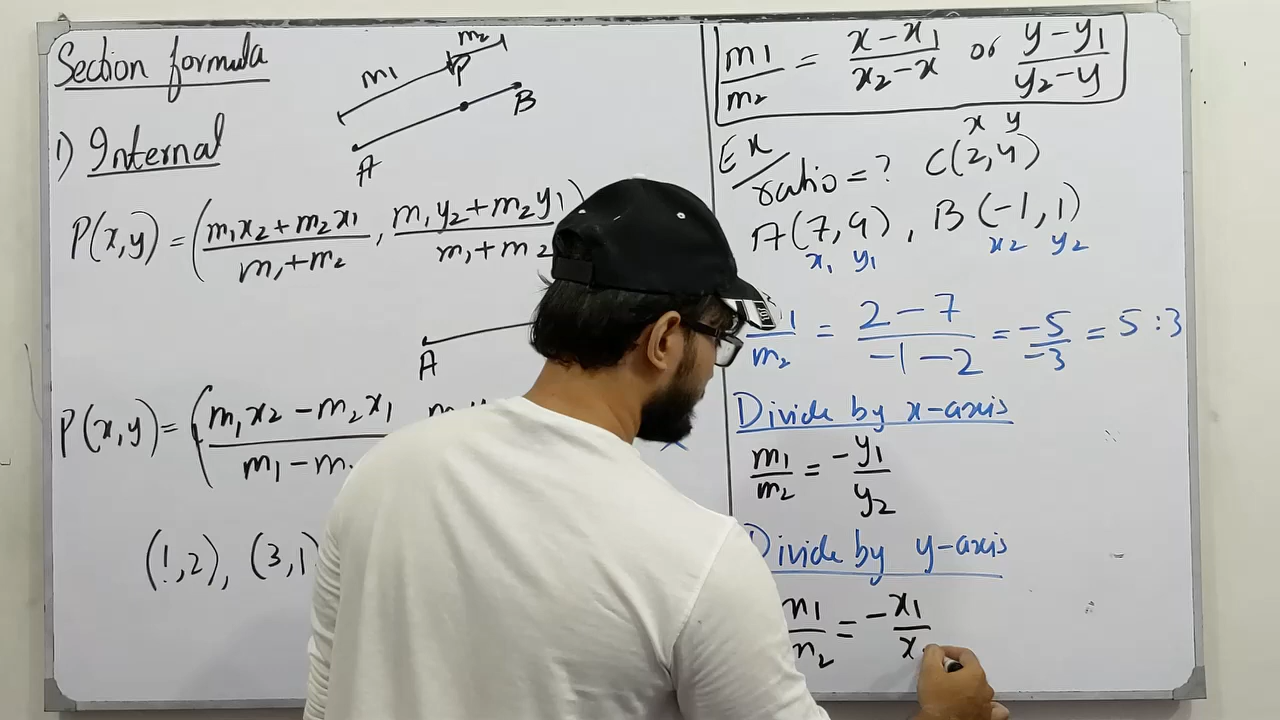 Section formula
m1 m2
P
A B
1) Internal
P(x,y) = (m1x2+m2x1/m1+m2, m1y2+m2y1/m1+m2)
A
P(x,y) = (m1x2-m2x1/m1-m
(1,2), (3,1)
m1/m2 = x-x1/x2-x or y-y1/y2-y
Ex
x y
ratio = ? C(2,4)
A(7,9), B(-1,1)
x1 y1 x2 y2
1/m2 = 2-7/-1-2 = -5/-3 = 5:3
Divide by x-axis
m1/m2 = -y1/y2
Divide by y-axis
m1/m2 = -x1/x